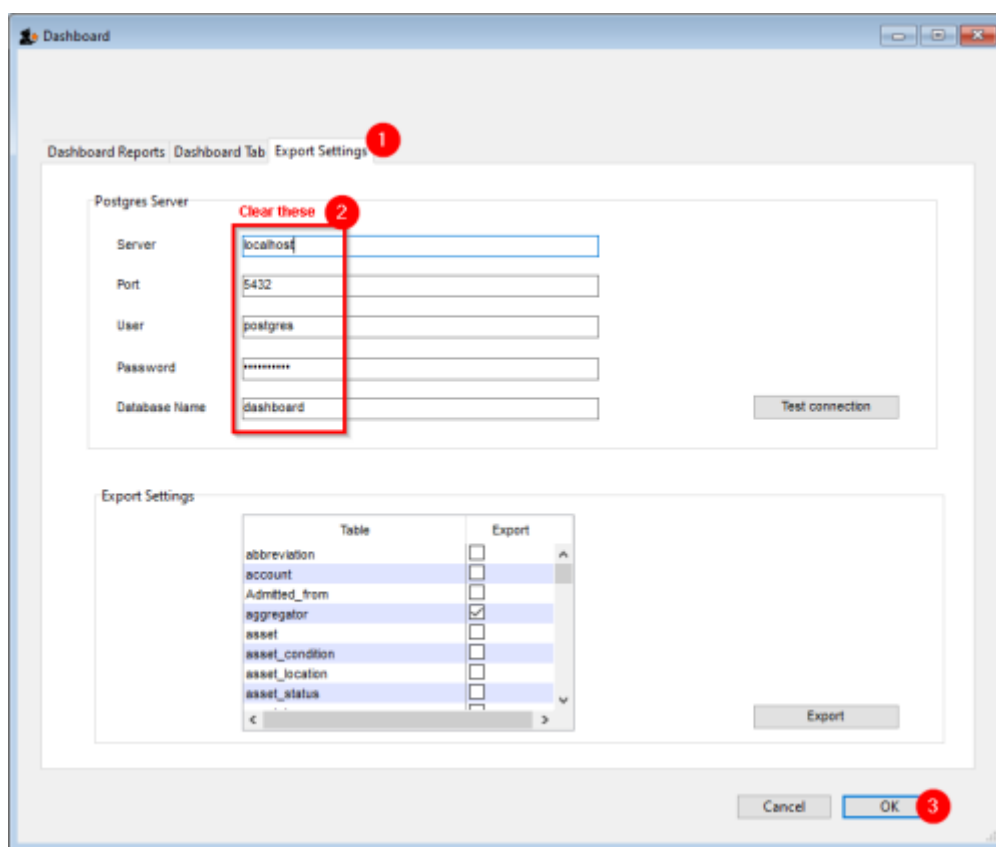 Dashboard
Dashboard Reports Dashboard Tab Export Settings 1
Postgres Server
Clear these 2
Server localhost
Port 5432
User postgres
Password
Database Name dashboard Test connection
Export Settings
Table Export
abbreviation
account
Admitted_from
aggregator
asset
asset_condition
asset_location
asset_status
Export
Cancel OK 3